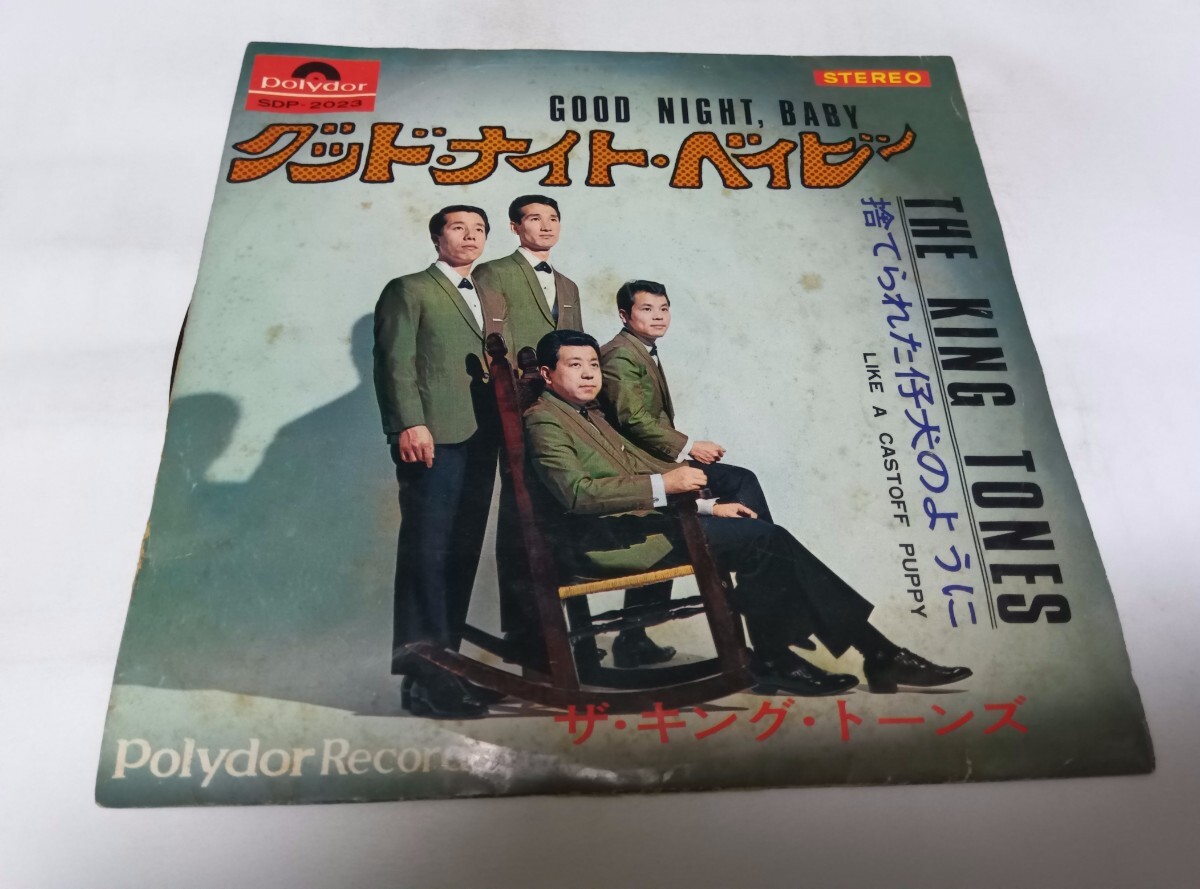 polydor
SDP-2023
STEREO
GOOD NIGHT, BABY
グッド・ナイト・ベイビー
THE KING TONES
捨てられた仔犬のように
LIKE A CASTOFF PUPPY
ザ・キング・トーンズ
Polydor